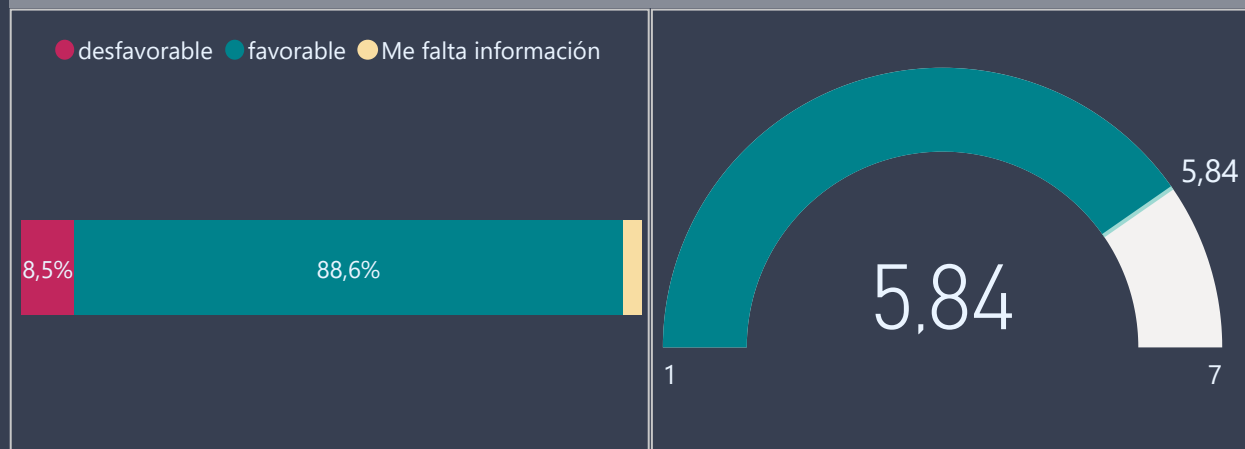 desfavorable favorable Me falta información
8,5% 88,6%
5,84
5,84
1 7